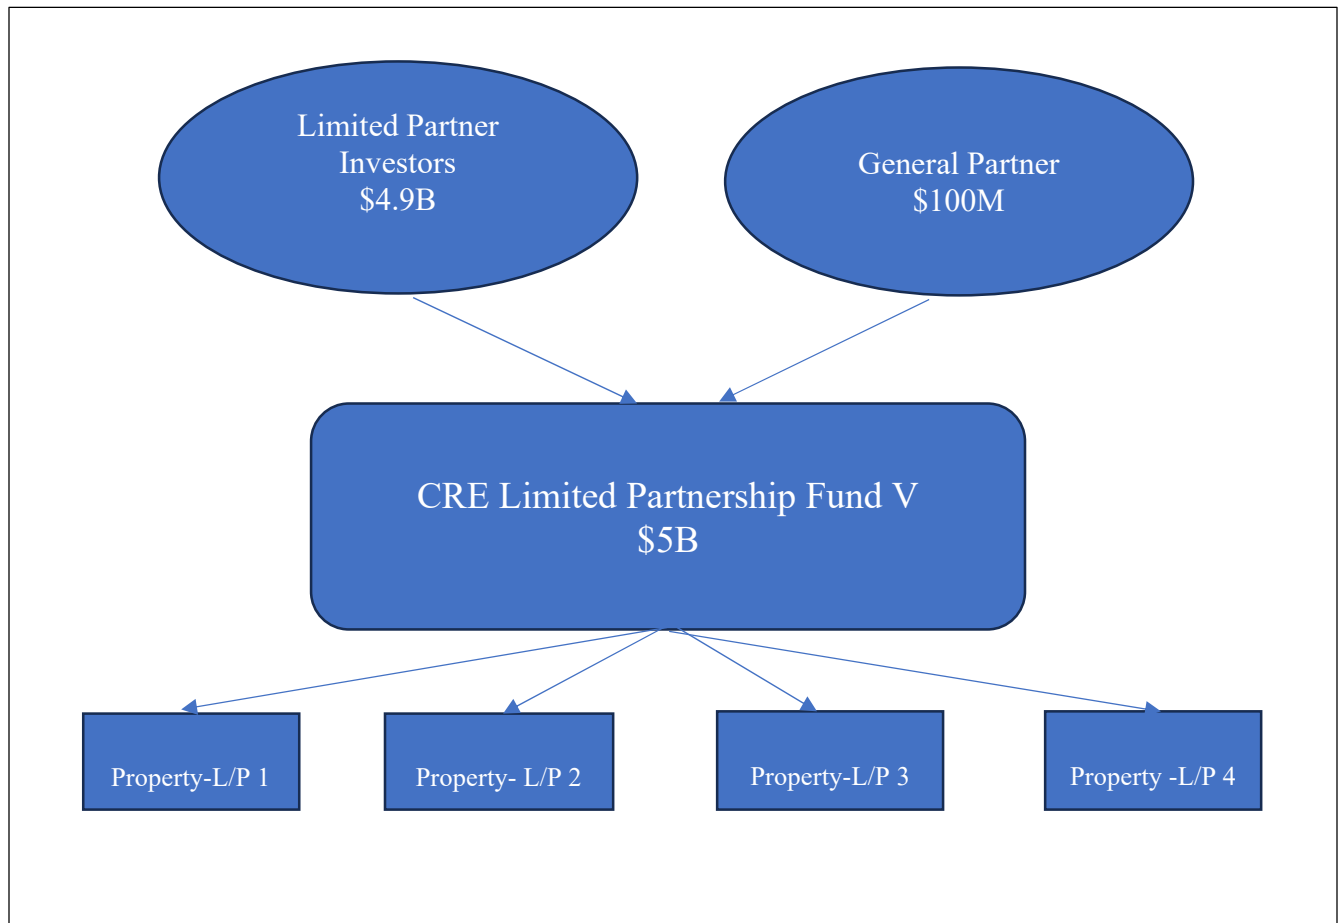 Limited Partner
Investors
$4.9B
General Partner
$100M
CRE Limited Partnership Fund V
$5B
Property-L/P 1
Property- L/P 2
Property-L/P 3
Property -L/P 4